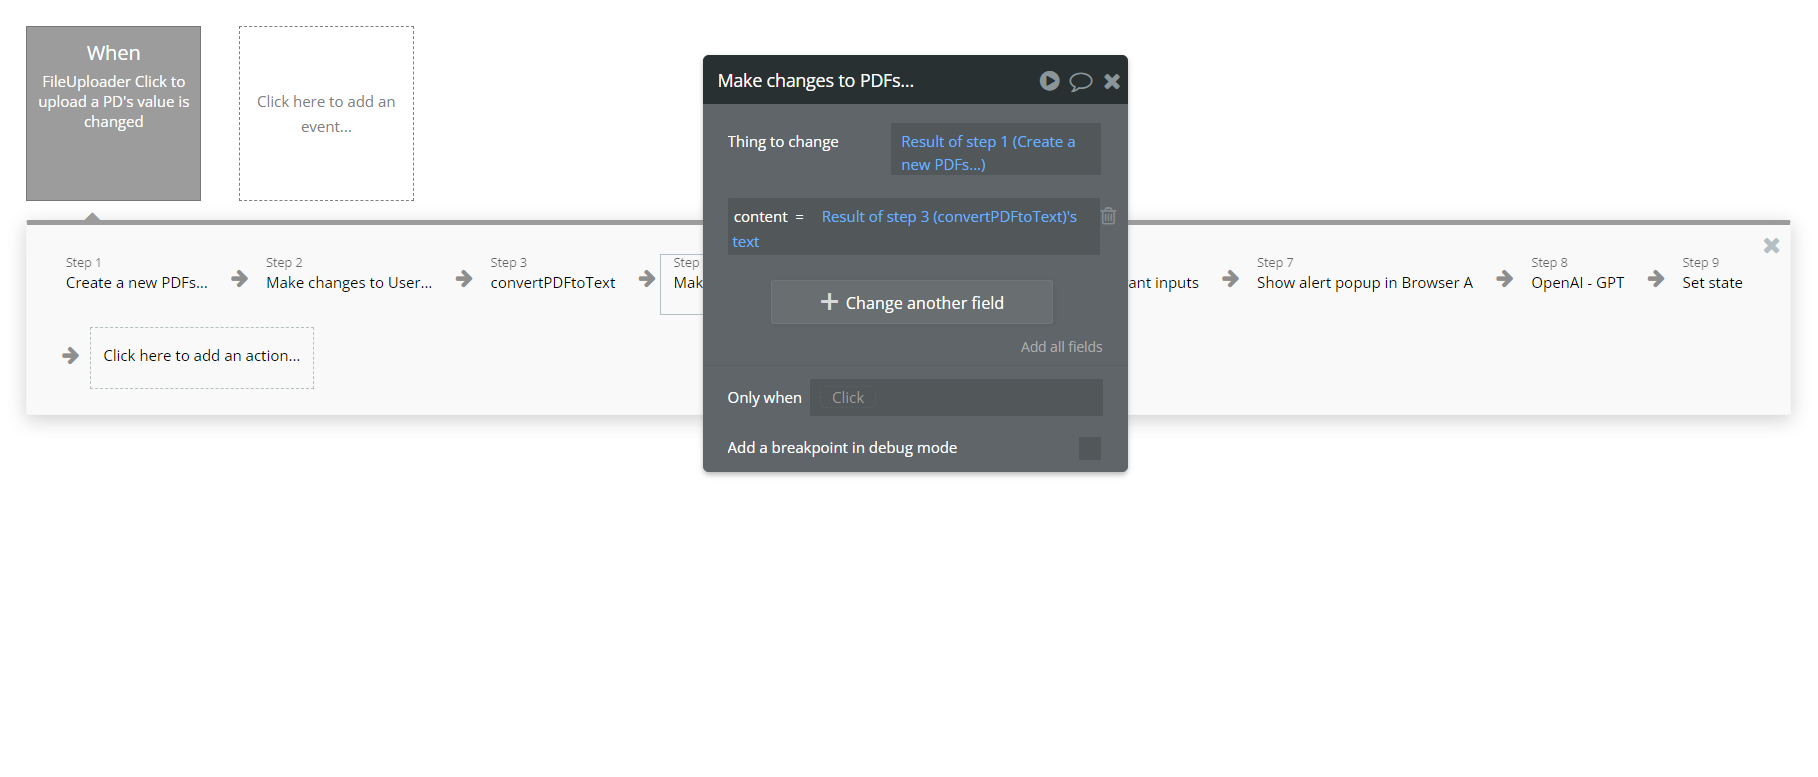 When
FileUploader Click to
upload a PD's value is
changed
Click here to add an
event...
Make changes to PDFs...
Thing to change
Result of step 1 (Create a
new PDFs...)
content = Result of step 3 (convertPDFtoText)'s
text
Change another field
Add all fields
Only when Click
Add a breakpoint in debug mode
Step 1
Create a new PDFs...
Step 2
Make changes to User...
Step 3
convertPDFtoText
Step
Mak
ant inputs
Step 7
Show alert popup in Browser A
Step 8
OpenAI - GPT
Step 9
Set state
Click here to add an action...